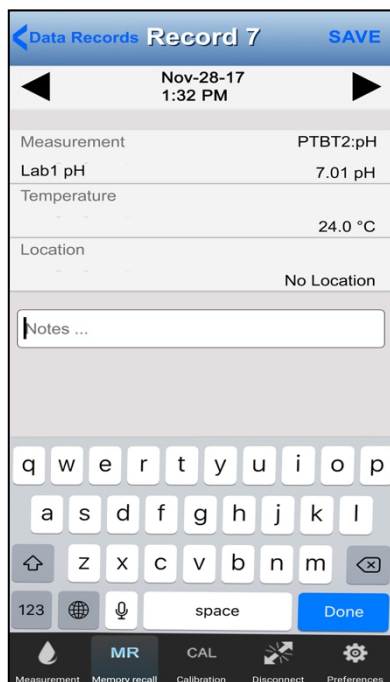 Data Records Record 7 SAVE
Nov-28-17
1:32 PM
Measurement PTBT2:pH
Lab1 pH 7.01 pH
Temperature
24.0 °C
Location
No Location
Notes ...
q w e r t y u i o p
a s d f g h j k l
z x c v b n m
123 space Done
MR CAL
Measurement Memory recall Calibration Disconnect Preferences